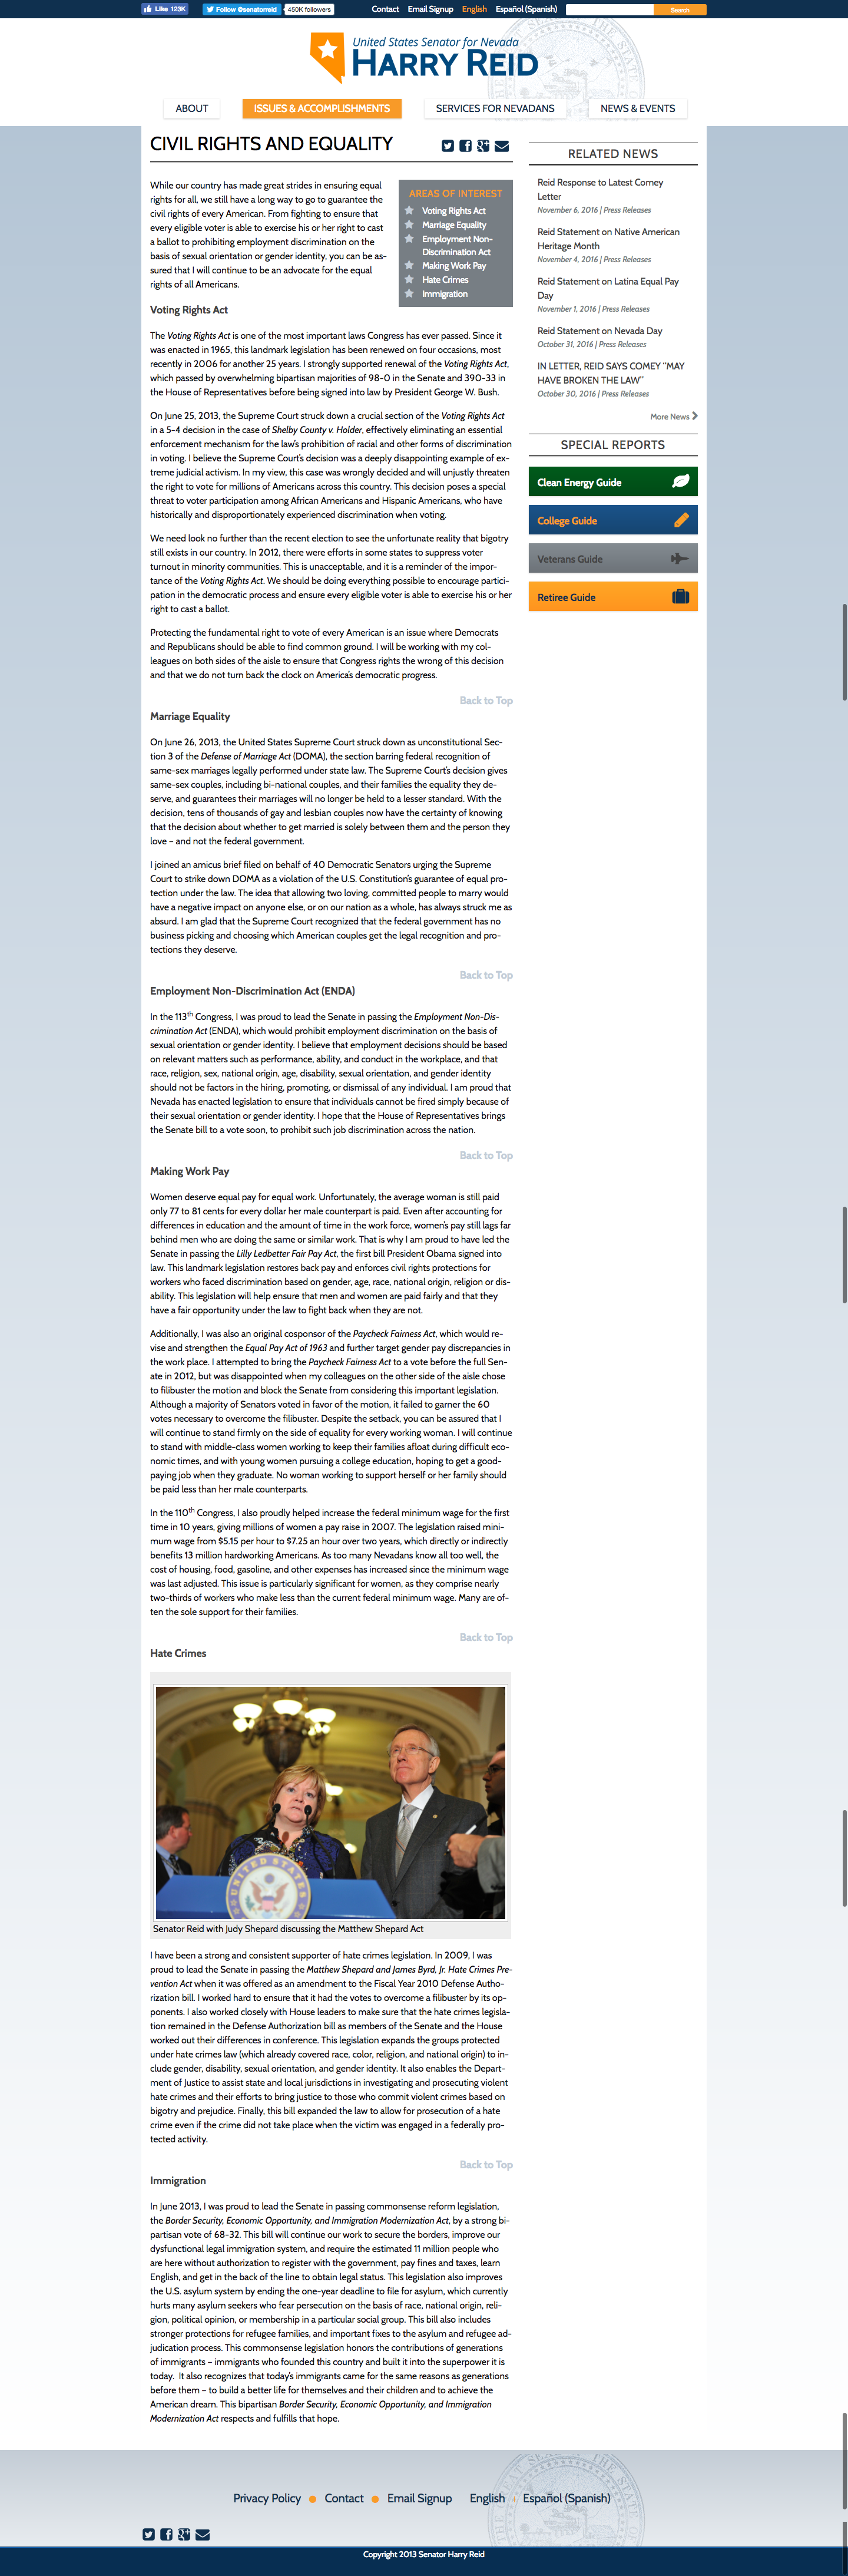 Like 123K
Follow @senatorreid
450K followers
Contact Email Signup English Español (Spanish)
Search
United States Senator for Nevada
HARRY REID
ABOUT
ISSUES & ACCOMPLISHMENTS
SERVICES FOR NEVADANS
NEWS & EVENTS
CIVIL RIGHTS AND EQUALITY
While our country has made great strides in ensuring equal
rights for all, we still have a long way to go to guarantee the
civil rights of every American. From fighting to ensure that
every eligible voter is able to exercise his or her right to cast
a ballot to prohibiting employment discrimination on the
basis of sexual orientation or gender identity, you can be as-
sured that I will continue to be an advocate for the equal
rights of all Americans.
AREAS OF INTEREST
Voting Rights Act
Marriage Equality
Employment Non-
Discrimination Act
Making Work Pay
Hate Crimes
Immigration
Voting Rights Act
The Voting Rights Act is one of the most important laws Congress has ever passed. Since it
was enacted in 1965, this landmark legislation has been renewed on four occasions, most
recently in 2006 for another 25 years. I strongly supported renewal of the Voting Rights Act,
which passed by overwhelming bipartisan majorities of 98-0 in the Senate and 390-33 in
the House of Representatives before being signed into law by President George W. Bush.
On June 25, 2013, the Supreme Court struck down a crucial section of the Voting Rights Act
in a 5-4 decision in the case of Shelby County v. Holder, effectively eliminating an essential
enforcement mechanism for the law's prohibition of racial and other forms of discrimination
in voting. I believe the Supreme Court's decision was a deeply disappointing example of ex-
treme judicial activism. In my view, this case was wrongly decided and will unjustly threaten
the right to vote for millions of Americans across this country. This decision poses a special
threat to voter participation among African Americans and Hispanic Americans, who have
historically and disproportionately experienced discrimination when voting.
We need look no further than the recent election to see the unfortunate reality that bigotry
still exists in our country. In 2012, there were efforts in some states to suppress voter
turnout in minority communities. This is unacceptable, and it is a reminder of the impor-
tance of the Voting Rights Act. We should be doing everything possible to encourage partici-
pation in the democratic process and ensure every eligible voter is able to exercise his or her
right to cast a ballot.
Protecting the fundamental right to vote of every American is an issue where Democrats
and Republicans should be able to find common ground. I will be working with my col-
leagues on both sides of the aisle to ensure that Congress rights the wrong of this decision
and that we do not turn back the clock on America's democratic progress.
Back to Top
Marriage Equality
On June 26, 2013, the United States Supreme Court struck down as unconstitutional Sec-
tion 3 of the Defense of Marriage Act (DOMA), the section barring federal recognition of
same-sex marriages legally performed under state law. The Supreme Court's decision gives
same-sex couples, including bi-national couples, and their families the equality they de-
serve, and guarantees their marriages will no longer be held to a lesser standard. With the
decision, tens of thousands of gay and lesbian couples now have the certainty of knowing
that the decision about whether to get married is solely between them and the person they
love – and not the federal government.
I joined an amicus brief filed on behalf of 40 Democratic Senators urging the Supreme
Court to strike down DOMA as a violation of the U.S. Constitution's guarantee of equal pro-
tection under the law. The idea that allowing two loving, committed people to marry would
have a negative impact on anyone else, or on our nation as a whole, has always struck me as
absurd. I am glad that the Supreme Court recognized that the federal government has no
business picking and choosing which American couples get the legal recognition and pro-
tections they deserve.
Back to Top
Employment Non-Discrimination Act (ENDA)
In the 113th Congress, I was proud to lead the Senate in passing the Employment Non-Dis-
crimination Act (ENDA), which would prohibit employment discrimination on the basis of
sexual orientation or gender identity. I believe that employment decisions should be based
on relevant matters such as performance, ability, and conduct in the workplace, and that
race, religion, sex, national origin, age, disability, sexual orientation, and gender identity
should not be factors in the hiring, promoting, or dismissal of any individual. I am proud that
Nevada has enacted legislation to ensure that individuals cannot be fired simply because of
their sexual orientation or gender identity. I hope that the House of Representatives brings
the Senate bill to a vote soon, to prohibit such job discrimination across the nation.
Back to Top
Making Work Pay
Women deserve equal pay for equal work. Unfortunately, the average woman is still paid
only 77 to 81 cents for every dollar her male counterpart is paid. Even after accounting for
differences in education and the amount of time in the work force, women's pay still lags far
behind men who are doing the same or similar work. That is why I am proud to have led the
Senate in passing the Lilly Ledbetter Fair Pay Act, the first bill President Obama signed into
law. This landmark legislation restores back pay and enforces civil rights protections for
workers who faced discrimination based on gender, age, race, national origin, religion or dis-
ability. This legislation will help ensure that men and women are paid fairly and that they
have a fair opportunity under the law to fight back when they are not.
Additionally, I was also an original cosponsor of the Paycheck Fairness Act, which would re-
vise and strengthen the Equal Pay Act of 1963 and further target gender pay discrepancies in
the work place. I attempted to bring the Paycheck Fairness Act to a vote before the full Sen-
ate in 2012, but was disappointed when my colleagues on the other side of the aisle chose
to filibuster the motion and block the Senate from considering this important legislation.
Although a majority of Senators voted in favor of the motion, it failed to garner the 60
votes necessary to overcome the filibuster. Despite the setback, you can be assured that I
will continue to stand firmly on the side of equality for every working woman. I will continue
to stand with middle-class women working to keep their families afloat during difficult eco-
nomic times, and with young women pursuing a college education, hoping to get a good-
paying job when they graduate. No woman working to support herself or her family should
be paid less than her male counterparts.
In the 110th Congress, I also proudly helped increase the federal minimum wage for the first
time in 10 years, giving millions of women a pay raise in 2007. The legislation raised mini-
mum wage from $5.15 per hour to $7.25 an hour over two years, which directly or indirectly
benefits 13 million hardworking Americans. As too many Nevadans know all too well, the
cost of housing, food, gasoline, and other expenses has increased since the minimum wage
was last adjusted. This issue is particularly significant for women, as they comprise nearly
two-thirds of workers who make less than the current federal minimum wage. Many are of-
ten the sole support for their families.
Back to Top
Hate Crimes
UNITED STATES
Senator Reid with Judy Shepard discussing the Matthew Shepard Act
I have been a strong and consistent supporter of hate crimes legislation. In 2009, I was
proud to lead the Senate in passing the Matthew Shepard and James Byrd, Jr. Hate Crimes Pre-
vention Act when it was offered as an amendment to the Fiscal Year 2010 Defense Autho-
rization bill. I worked hard to ensure that it had the votes to overcome a filibuster by its op-
ponents. I also worked closely with House leaders to make sure that the hate crimes legisla-
tion remained in the Defense Authorization bill as members of the Senate and the House
worked out their differences in conference. This legislation expands the groups protected
under hate crimes law (which already covered race, color, religion, and national origin) to in-
clude gender, disability, sexual orientation, and gender identity. It also enables the Depart-
ment of Justice to assist state and local jurisdictions in investigating and prosecuting violent
hate crimes and their efforts to bring justice to those who commit violent crimes based on
bigotry and prejudice. Finally, this bill expanded the law to allow for prosecution of a hate
crime even if the crime did not take place when the victim was engaged in a federally pro-
tected activity.
Back to Top
Immigration
In June 2013, I was proud to lead the Senate in passing commonsense reform legislation,
the Border Security, Economic Opportunity, and Immigration Modernization Act, by a strong bi-
partisan vote of 68-32. This bill will continue our work to secure the borders, improve our
dysfunctional legal immigration system, and require the estimated 11 million people who
are here without authorization to register with the government, pay fines and taxes, learn
English, and get in the back of the line to obtain legal status. This legislation also improves
the U.S. asylum system by ending the one-year deadline to file for asylum, which currently
hurts many asylum seekers who fear persecution on the basis of race, national origin, reli-
gion, political opinion, or membership in a particular social group. This bill also includes
stronger protections for refugee families, and important fixes to the asylum and refugee ad-
judication process. This commonsense legislation honors the contributions of generations
of immigrants – immigrants who founded this country and built it into the superpower it is
today. It also recognizes that today's immigrants came for the same reasons as generations
before them – to build a better life for themselves and their children and to achieve the
American dream. This bipartisan Border Security, Economic Opportunity, and Immigration
Modernization Act respects and fulfills that hope.
RELATED NEWS
Reid Response to Latest Comey
Letter
November 6, 2016 | Press Releases
Reid Statement on Native American
Heritage Month
November 4, 2016 | Press Releases
Reid Statement on Latina Equal Pay
Day
November 1, 2016 | Press Releases
Reid Statement on Nevada Day
October 31, 2016 | Press Releases
IN LETTER, REID SAYS COMEY "MAY
HAVE BROKEN THE LAW"
October 30, 2016 | Press Releases
More News
SPECIAL REPORTS
Clean Energy Guide
College Guide
Veterans Guide
Retiree Guide
Privacy Policy Contact Email Signup English Español (Spanish)
Copyright 2013 Senator Harry Reid